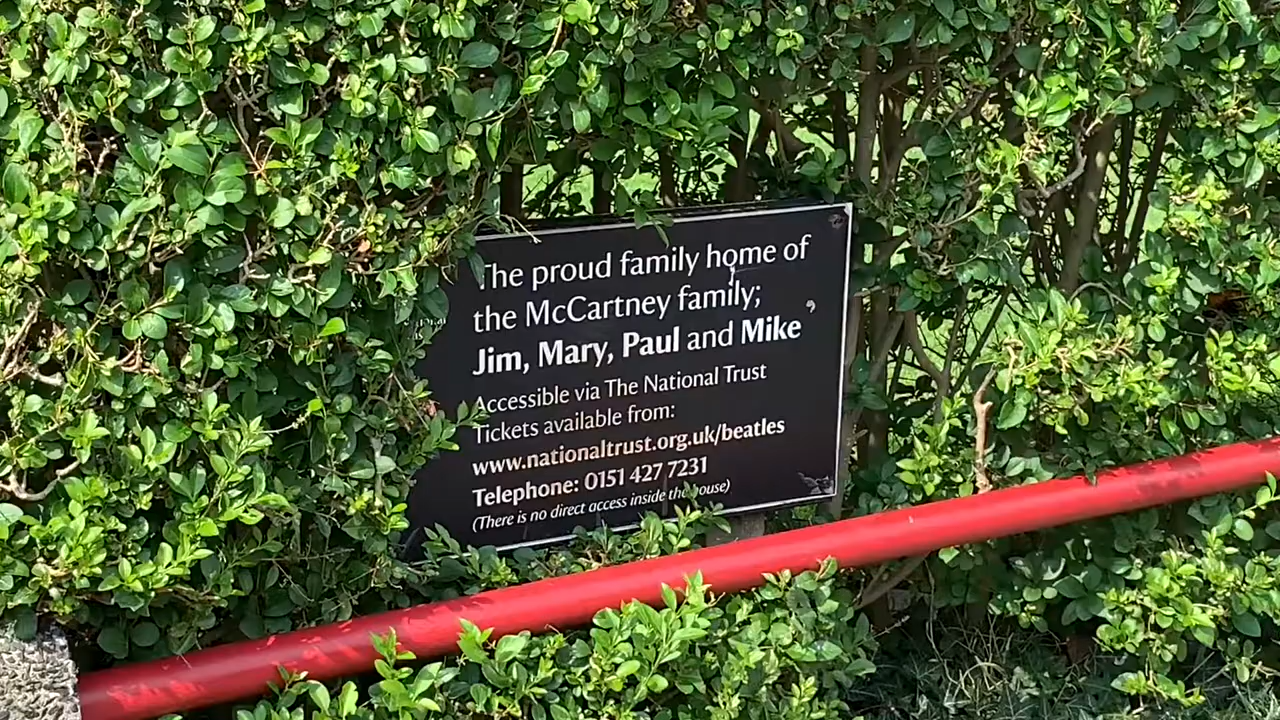 The proud family home of
the McCartney family;
Jim, Mary, Paul and Mike
Accessible via The National Trust
Tickets available from:
www.nationaltrust.org.uk/beatles
Telephone: 0151 427 7231
(There is no direct access inside the house)